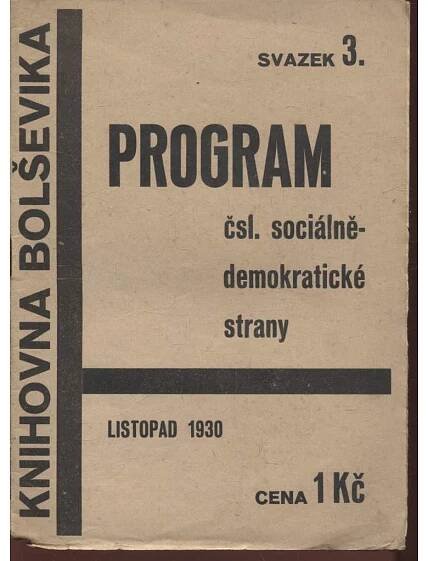 KNIHOVNA BOLŠEVIKA
SVAZEK 3.
PROGRAM
čsl. sociálně-
demokratické
strany
LISTOPAD 1930
CENA 1 Kč